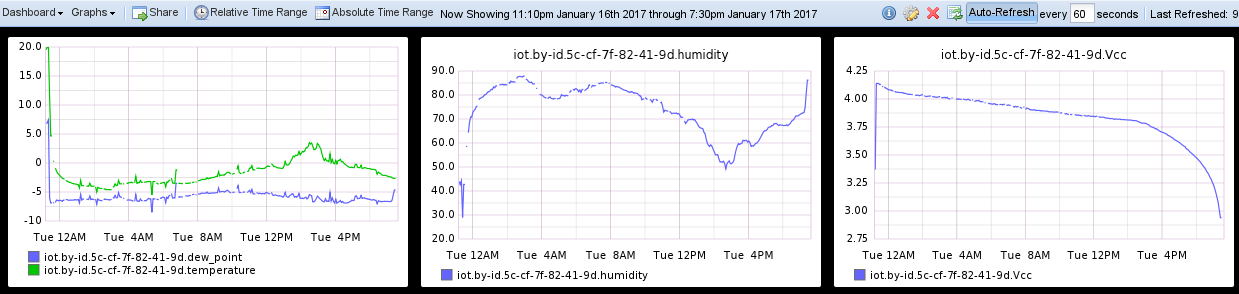 Dashboard Graphs Share Relative Time Range Absolute Time Range Now Showing 11:10pm January 16th 2017 through 7:30pm January 17th 2017 Auto-Refresh every 60 seconds Last Refreshed: 9
20.0
15.0
10.0
5.0
0
-5
-10
Tue 12AM Tue 4AM Tue 8AM Tue 12PM Tue 4PM
iot.by-id.5c-cf-7f-82-41-9d.dew_point
iot.by-id.5c-cf-7f-82-41-9d.temperature
iot.by-id.5c-cf-7f-82-41-9d.humidity
90.0
80.0
70.0
60.0
50.0
40.0
30.0
20.0
Tue 12AM Tue 4AM Tue 8AM Tue 12PM Tue 4PM
iot.by-id.5c-cf-7f-82-41-9d.humidity
iot.by-id.5c-cf-7f-82-41-9d.Vcc
4.25
4.00
3.75
3.50
3.25
3.00
2.75
Tue 12AM Tue 4AM Tue 8AM Tue 12PM Tue 4PM
iot.by-id.5c-cf-7f-82-41-9d.Vcc